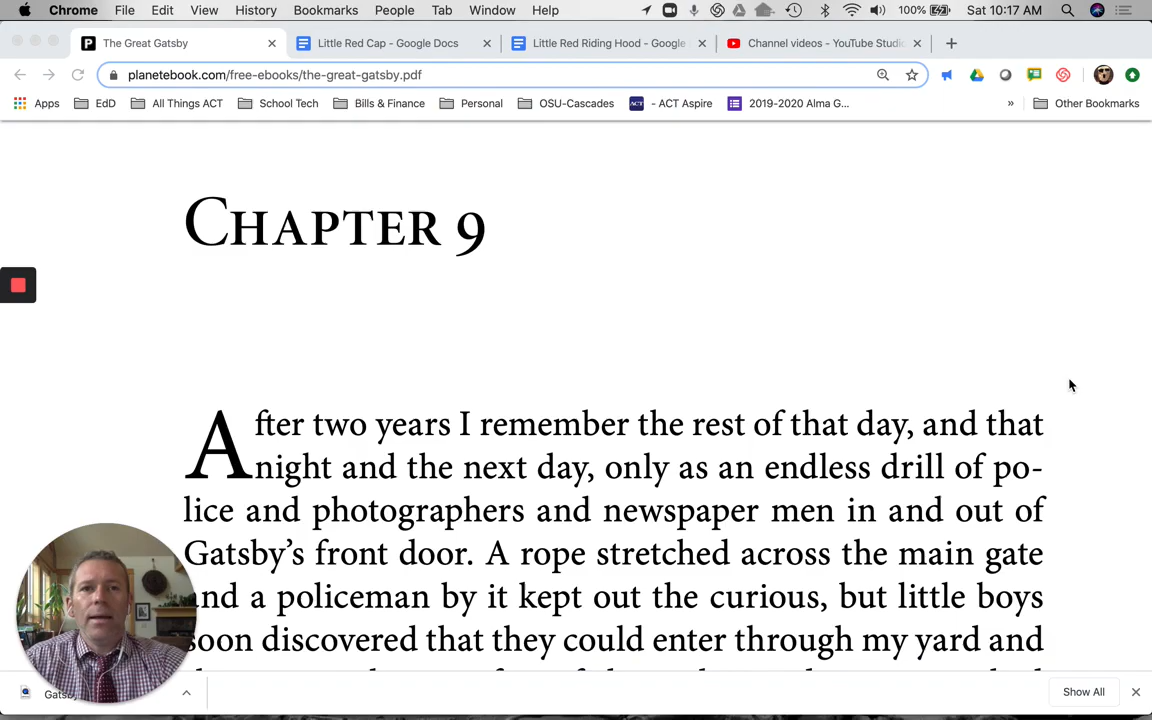 Chrome File Edit View History Bookmarks People Tab Window Help 100% Sat 10:17 AM
The Great Gatsby Little Red Cap - Google Docs Little Red Riding Hood - Google Channel videos - YouTube Studi
planetebook.com/free-ebooks/the-great-gatsby.pdf
Apps EdD All Things ACT School Tech Bills & Finance Personal OSU-Cascades - ACT Aspire 2019-2020 Alma G... » Other Bookmarks
CHAPTER 9
After two years I remember the rest of that day, and that
night and the next day, only as an endless drill of po-
lice and photographers and newspaper men in and out of
Gatsby's front door. A rope stretched across the main gate
and a policeman by it kept out the curious, but little boys
soon discovered that they could enter through my yard and
Show All